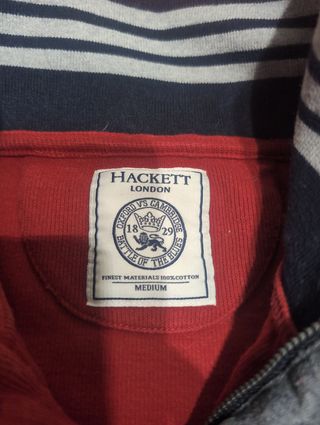 HACKETT
LONDON
OXFORD VS CAMBRIDGE
18 29
BATTLE OF THE BLUES
FINEST MATERIALS 100% COTTON
MEDIUM